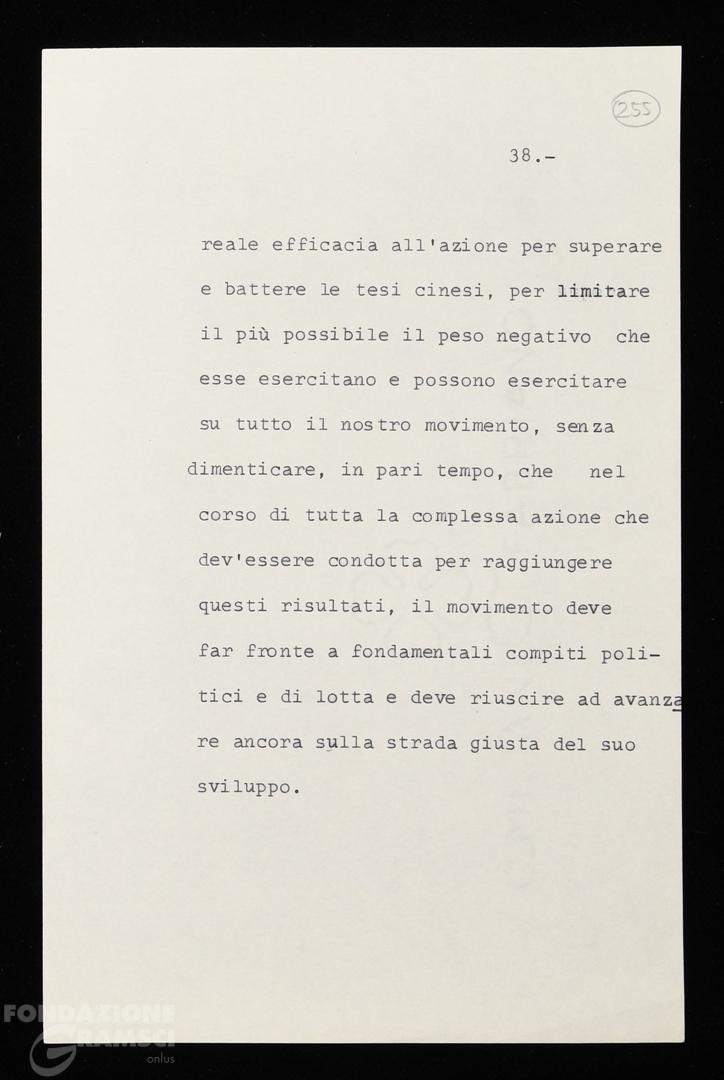 255
38.-
reale efficacia all'azione per superare
e battere le tesi cinesi, per limitare
il più possibile il peso negativo che
esse esercitano e possono esercitare
su tutto il nostro movimento, senza
dimenticare, in pari tempo, che nel
corso di tutta la complessa azione che
dev'essere condotta per raggiungere
questi risultati, il movimento deve
far fronte a fondamentali compiti poli-
tici e di lotta e deve riuscire ad avanza
re ancora sulla strada giusta del suo
sviluppo.
FONDAZIONE
GRAMSCI
onlus